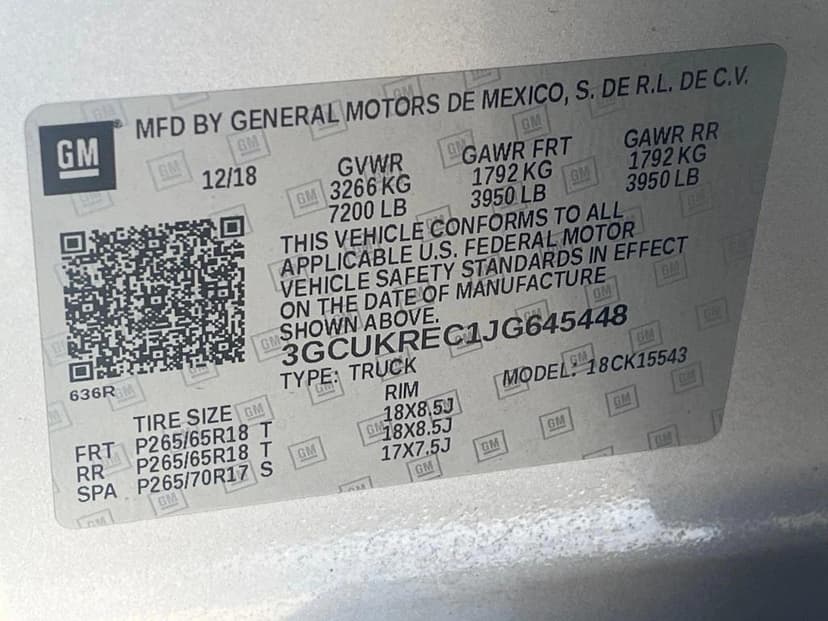 GM
MFD BY GENERAL MOTORS DE MEXICO, S. DE R.L. DE C.V.
12/18
GVWR GAWR FRT GAWR RR
3266 KG 1792 KG 1792 KG
7200 LB 3950 LB 3950 LB
THIS VEHICLE CONFORMS TO ALL
APPLICABLE U.S. FEDERAL MOTOR
VEHICLE SAFETY STANDARDS IN EFFECT
ON THE DATE OF MANUFACTURE
SHOWN ABOVE.
3GCUKREC1JG645448
TYPE: TRUCK MODEL: 18CK15543
636R
TIRE SIZE RIM
FRT P265/65R18 T 18X8.5J
RR P265/65R18 T 18X8.5J
SPA P265/70R17 S 17X7.5J